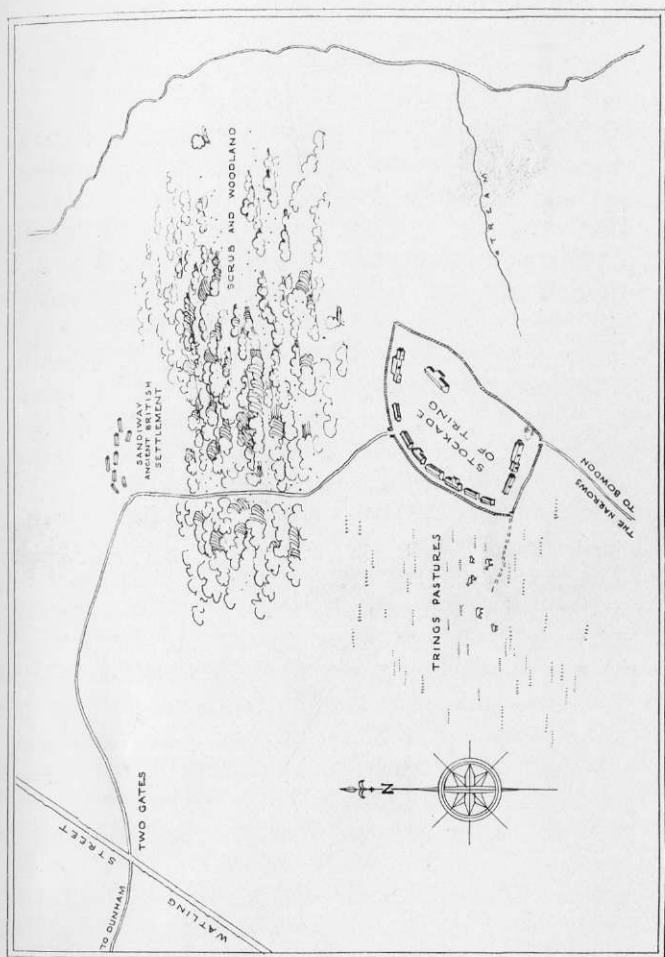 SANDIWAY
ANCIENT BRITISH
SETTLEMENT
SCRUB AND WOODLAND
STREAM
STOCKADE
OF TRING
THE NARROWS
TO BOWDON
TRINGS PASTURES
N
TWO GATES
WATLING STREET
TO DUNHAM